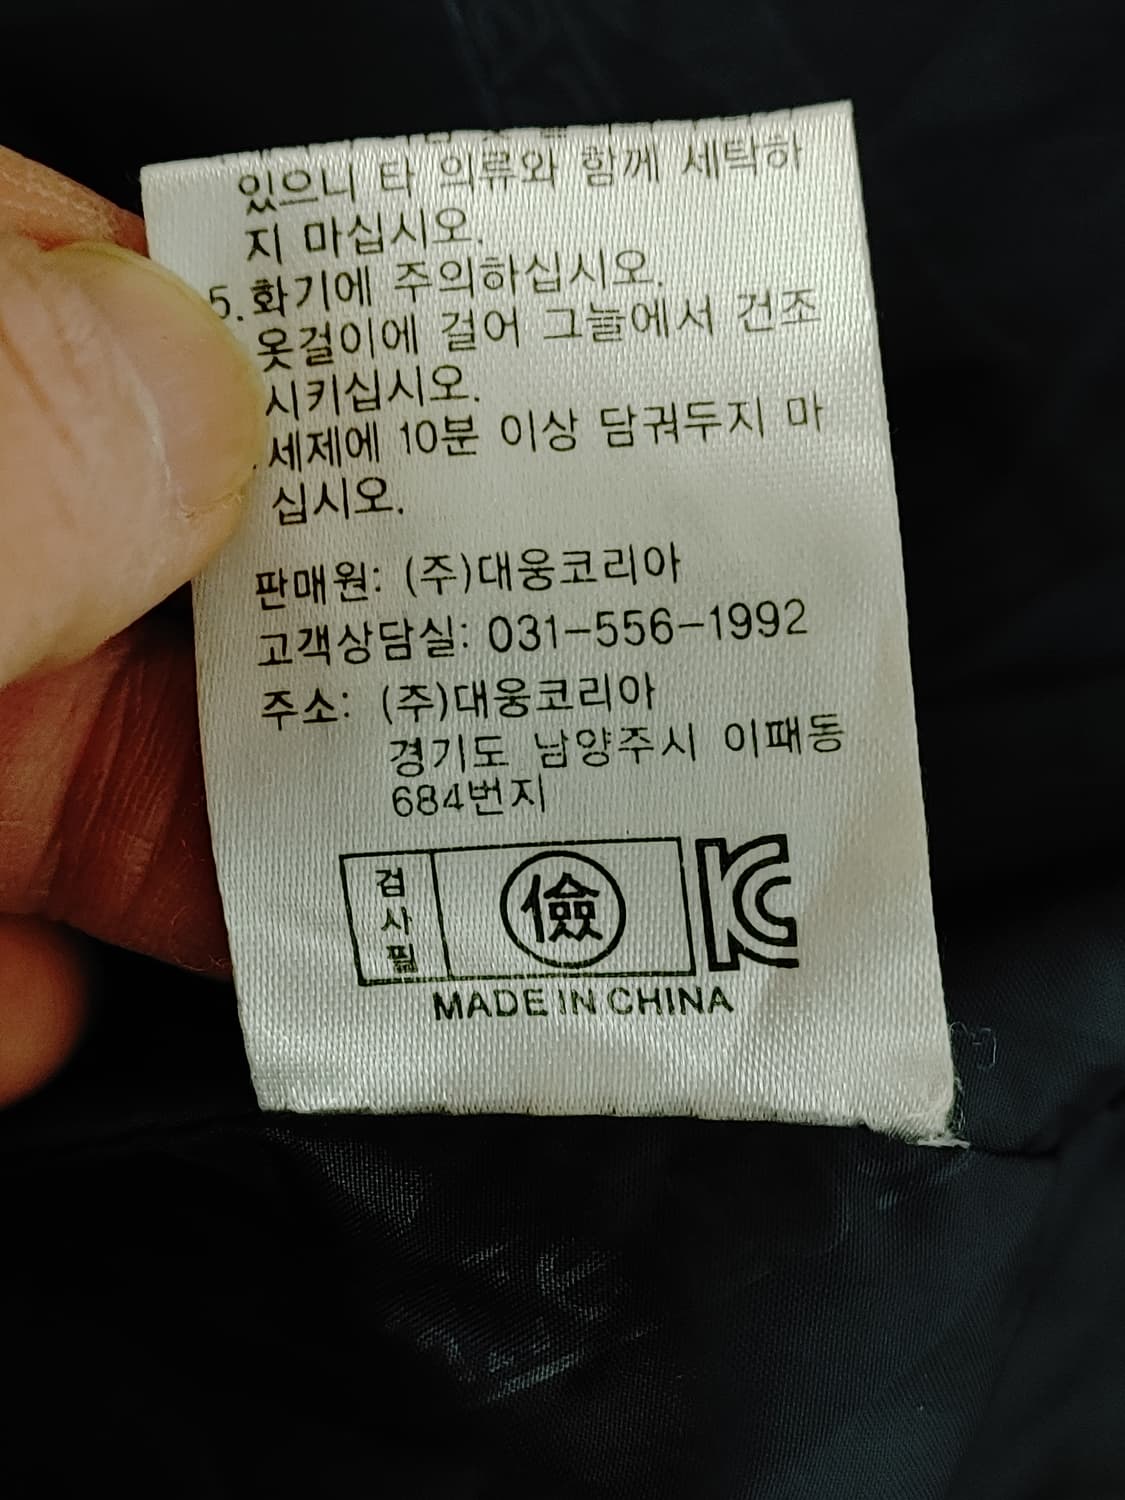 있으니 타 의류와 함께 세탁하
지 마십시오.
5. 화기에 주의하십시오.
옷걸이에 걸어 그늘에서 건조
시키십시오.
.세제에 10분 이상 담궈두지 마
십시오.
판매원: (주)대웅코리아
고객상담실: 031-556-1992
주소: (주)대웅코리아
경기도 남양주시 이패동
684번지
검사필
儉
KC
MADE IN CHINA